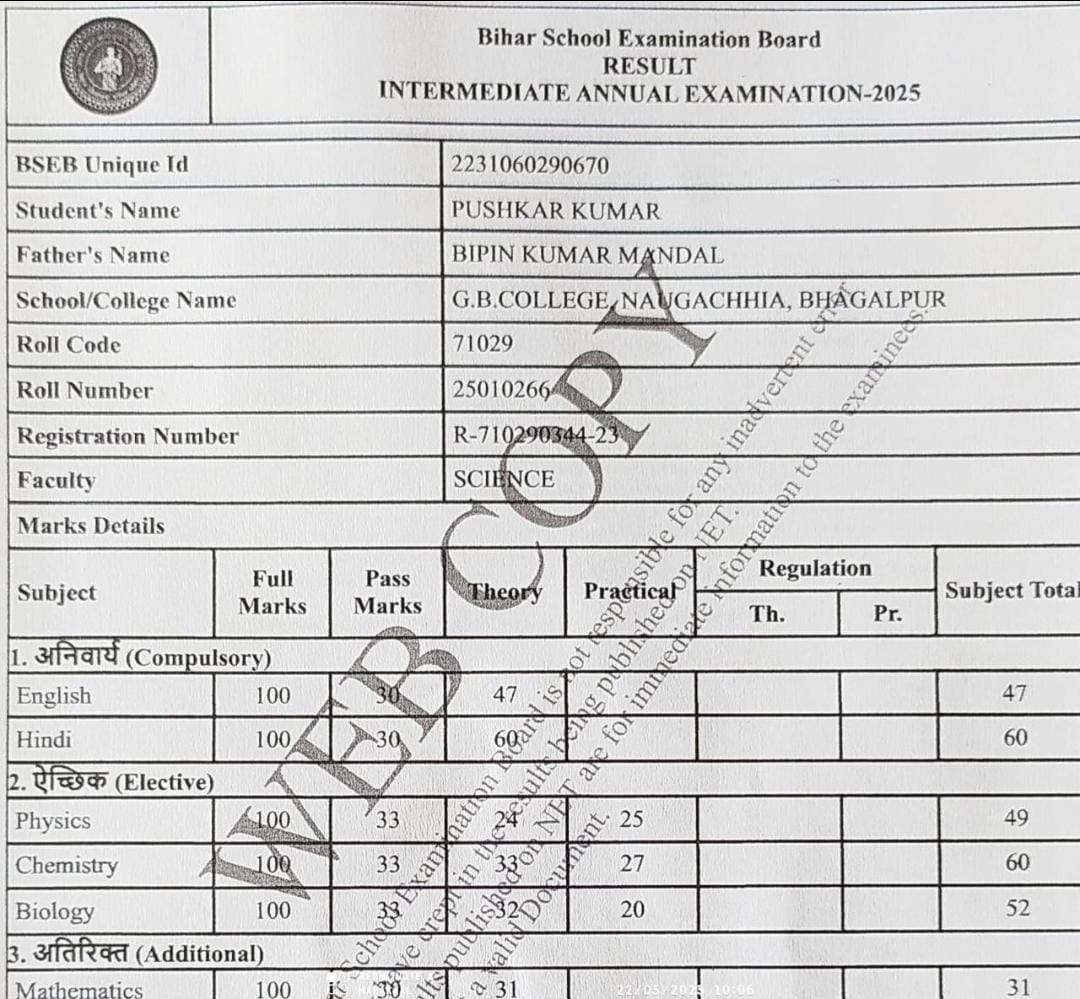 Bihar School Examination Board
RESULT
INTERMEDIATE ANNUAL EXAMINATION-2025
BSEB Unique Id 2231060290670
Student's Name PUSHKAR KUMAR
Father's Name BIPIN KUMAR MANDAL
School/College Name G.B.COLLEGE, NAUGACHHIA, BHAGALPUR
Roll Code 71029
Roll Number 25010266
Registration Number R-710290344-23
Faculty SCIENCE
Marks Details
Subject Full Marks Pass Marks Theory Practical Regulation Th. Pr. Subject Total
1. अनिवार्य (Compulsory)
English 100 30 47 47
Hindi 100 30 60 60
2. ऐच्छिक (Elective)
Physics 100 33 24 25 49
Chemistry 100 33 33 27 60
Biology 100 33 32 20 52
3. अतिरिक्त (Additional)
Mathematics 100 30 31 31
WEB COPY
School Examination Board is not responsible for any inadvertent error
have crept in the results being published on NET.
published on NET are for immediate information to the examinees.
a valid Document.
22/05/2025 10:06